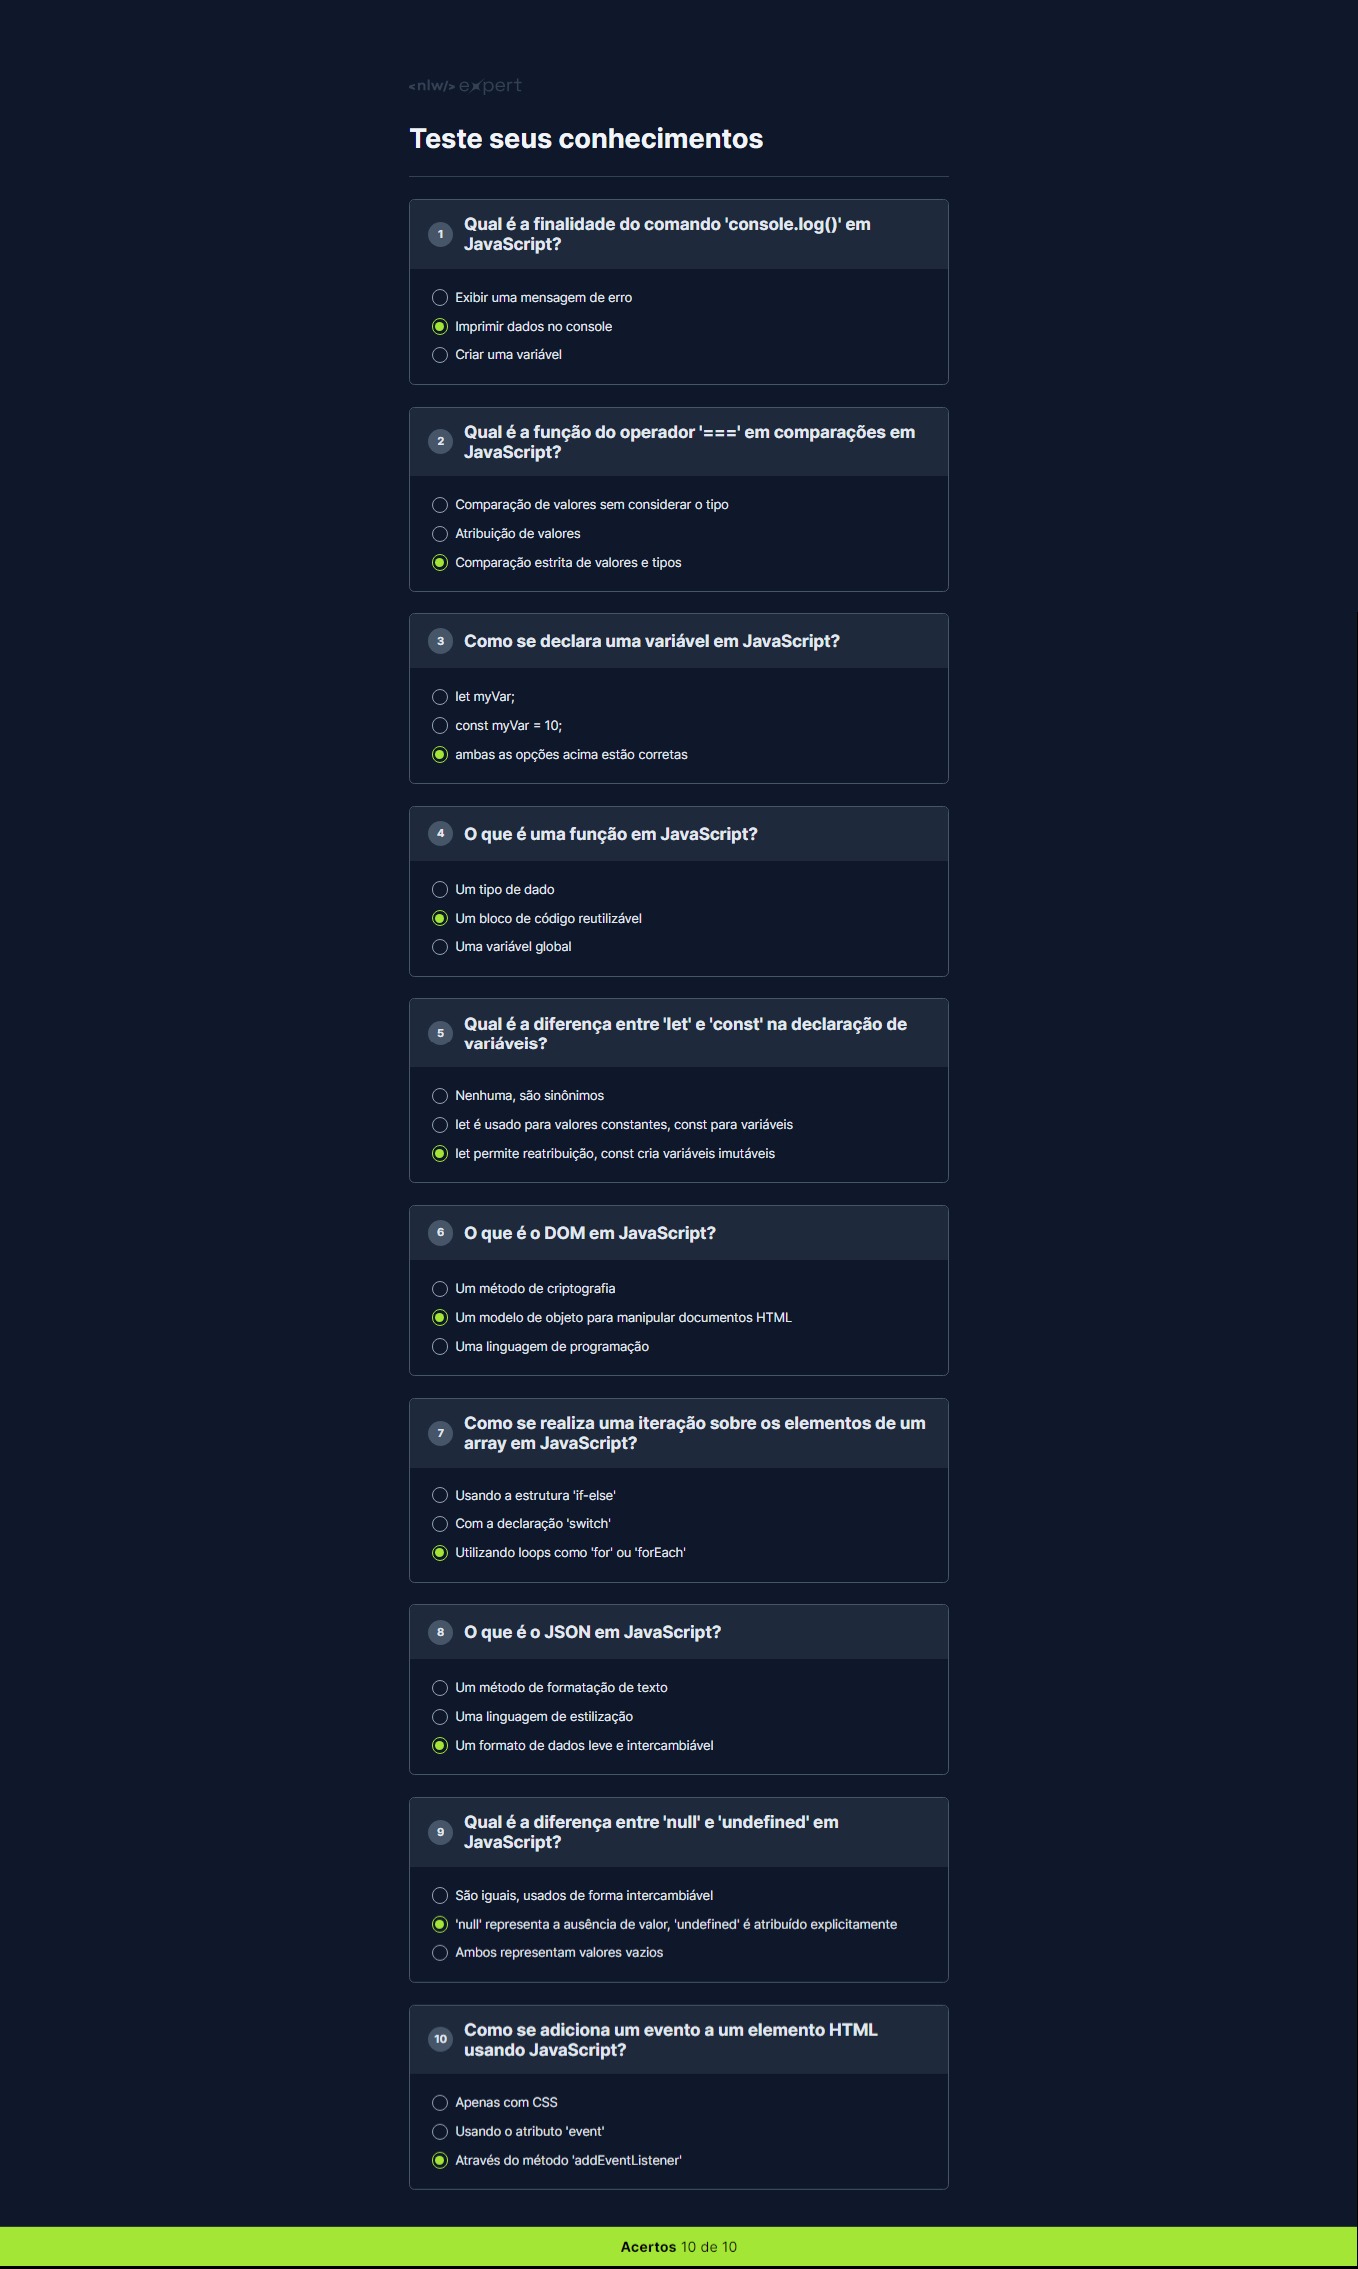 <nlw/> expert
Teste seus conhecimentos
1
Qual é a finalidade do comando 'console.log()' em
JavaScript?
Exibir uma mensagem de erro
Imprimir dados no console
Criar uma variável
2
Qual é a função do operador '===' em comparações em
JavaScript?
Comparação de valores sem considerar o tipo
Atribuição de valores
Comparação estrita de valores e tipos
3
Como se declara uma variável em JavaScript?
let myVar;
const myVar = 10;
ambas as opções acima estão corretas
4
O que é uma função em JavaScript?
Um tipo de dado
Um bloco de código reutilizável
Uma variável global
5
Qual é a diferença entre 'let' e 'const' na declaração de
variáveis?
Nenhuma, são sinônimos
let é usado para valores constantes, const para variáveis
let permite reatribuição, const cria variáveis imutáveis
6
O que é o DOM em JavaScript?
Um método de criptografia
Um modelo de objeto para manipular documentos HTML
Uma linguagem de programação
7
Como se realiza uma iteração sobre os elementos de um
array em JavaScript?
Usando a estrutura 'if-else'
Com a declaração 'switch'
Utilizando loops como 'for' ou 'forEach'
8
O que é o JSON em JavaScript?
Um método de formatação de texto
Uma linguagem de estilização
Um formato de dados leve e intercambiável
9
Qual é a diferença entre 'null' e 'undefined' em
JavaScript?
São iguais, usados de forma intercambiável
'null' representa a ausência de valor, 'undefined' é atribuído explicitamente
Ambos representam valores vazios
10
Como se adiciona um evento a um elemento HTML
usando JavaScript?
Apenas com CSS
Usando o atributo 'event'
Através do método 'addEventListener'
Acertos 10 de 10